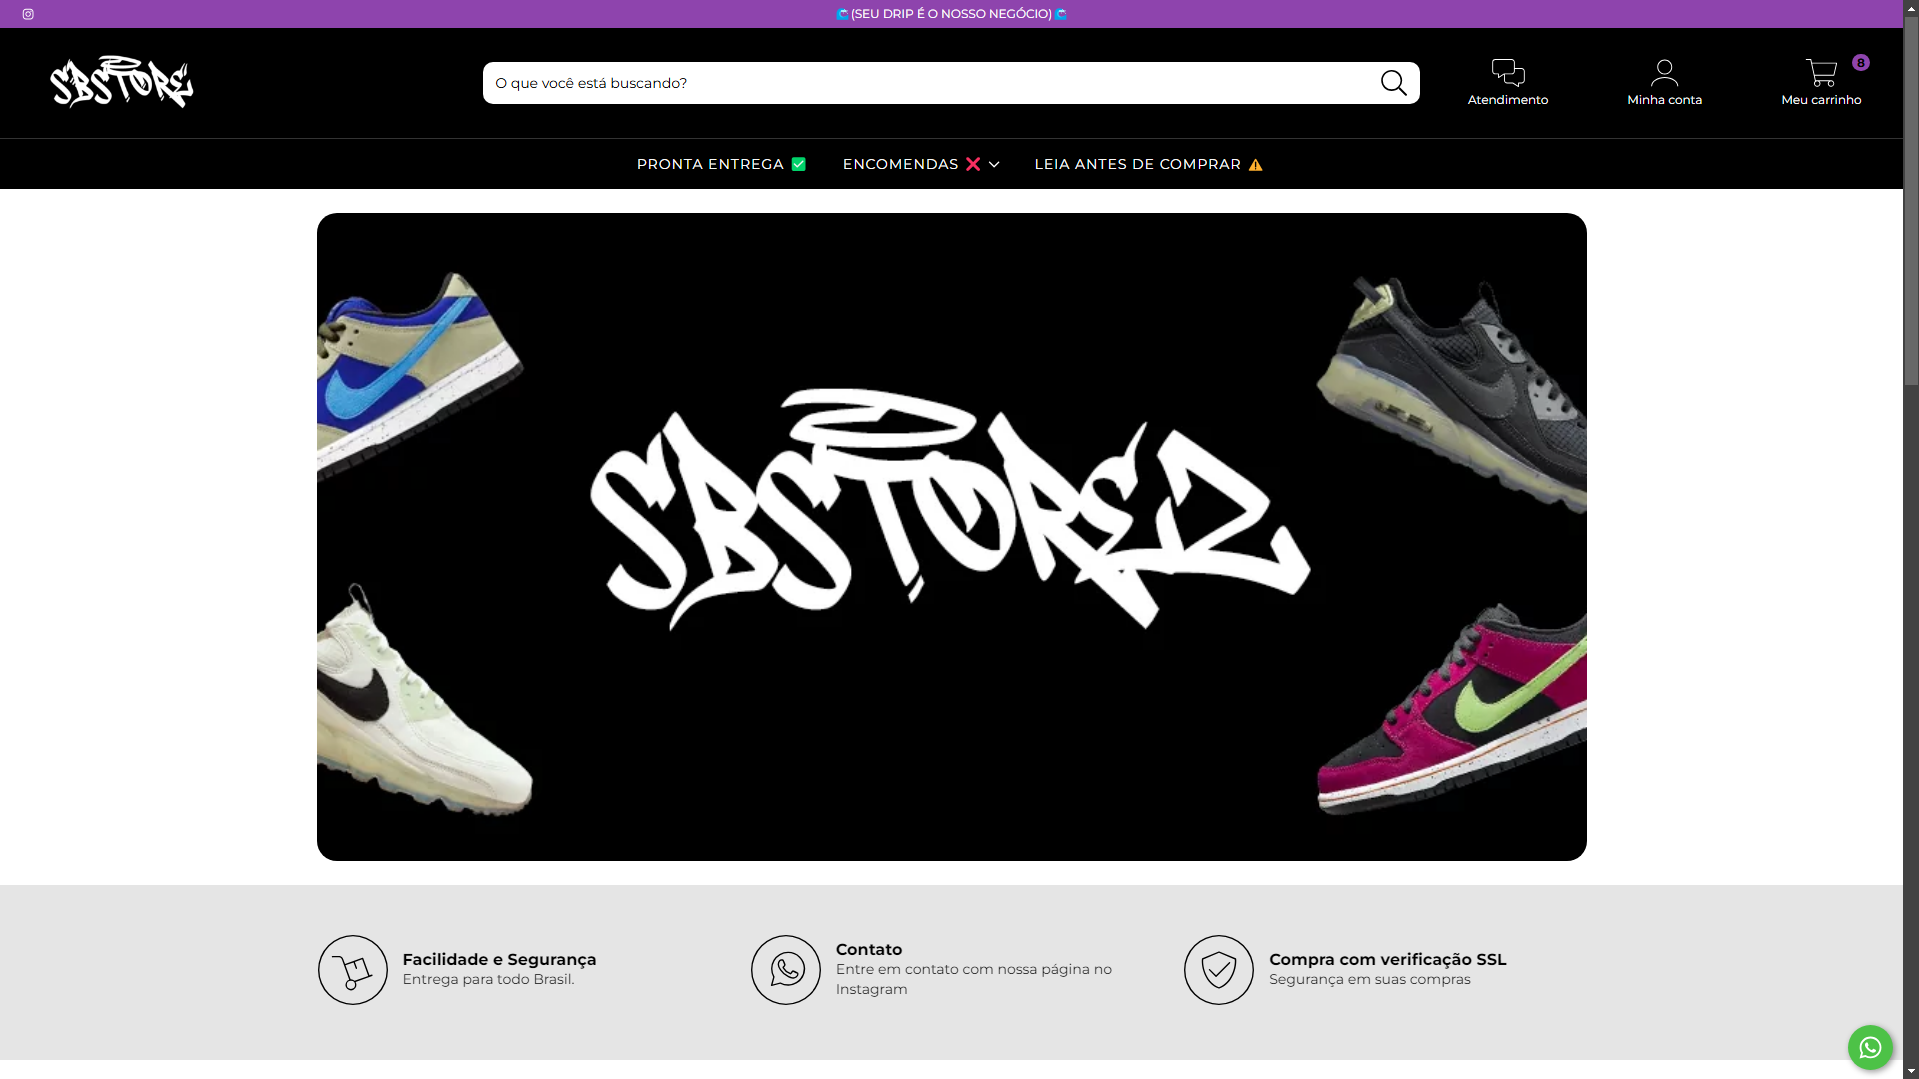 🌊(SEU DRIP É O NOSSO NEGÓCIO)🌊
SBSTORE
O que você está buscando?
Atendimento
Minha conta
8
Meu carrinho
PRONTA ENTREGA ✅
ENCOMENDAS ❌
LEIA ANTES DE COMPRAR ⚠️
SBSTOREZ
Facilidade e Segurança
Entrega para todo Brasil.
Contato
Entre em contato com nossa página no
Instagram
Compra com verificação SSL
Segurança em suas compras